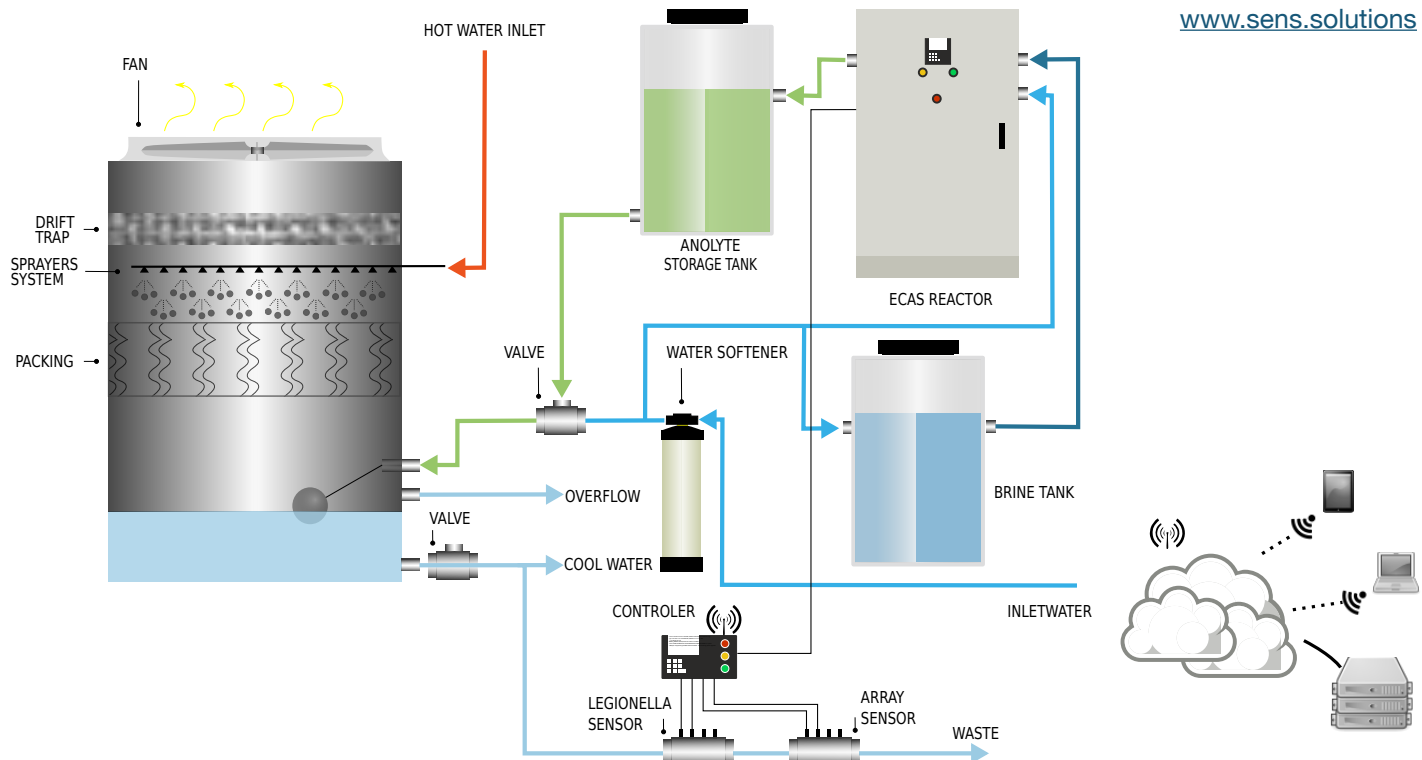 www.sens.solutions
HOT WATER INLET
FAN
DRIFT
TRAP
SPRAYERS
SYSTEM
PACKING
ANOLYTE
STORAGE TANK
ECAS REACTOR
VALVE
WATER SOFTENER
BRINE TANK
OVERFLOW
VALVE
COOL WATER
INLETWATER
CONTROLER
LEGIONELLA
SENSOR
ARRAY
SENSOR
WASTE